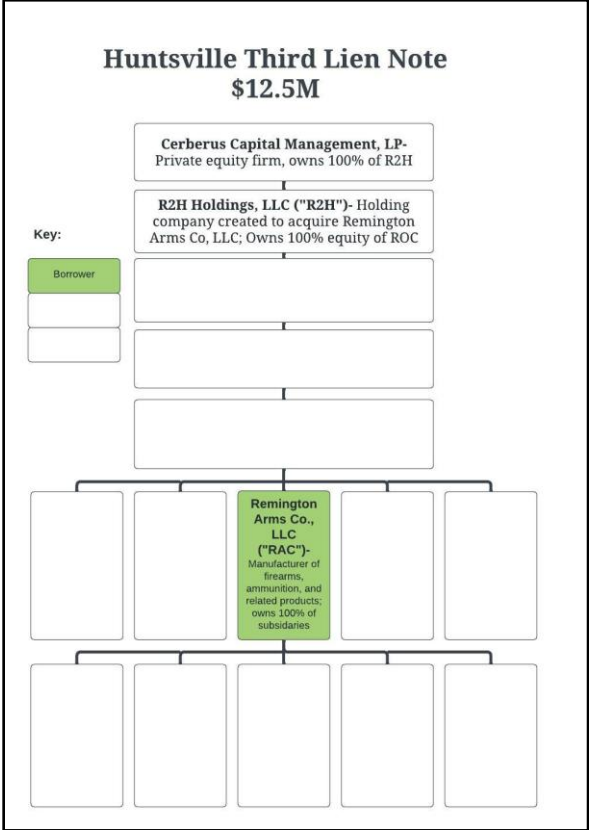 Huntsville Third Lien Note
$12.5M
Cerberus Capital Management, LP-
Private equity firm, owns 100% of R2H
R2H Holdings, LLC ("R2H")- Holding
company created to acquire Remington
Arms Co, LLC; Owns 100% equity of ROC
Key:
Borrower
Remington
Arms Co.,
LLC
("RAC")-
Manufacturer of
firearms,
ammunition, and
related products;
owns 100% of
subsidaries